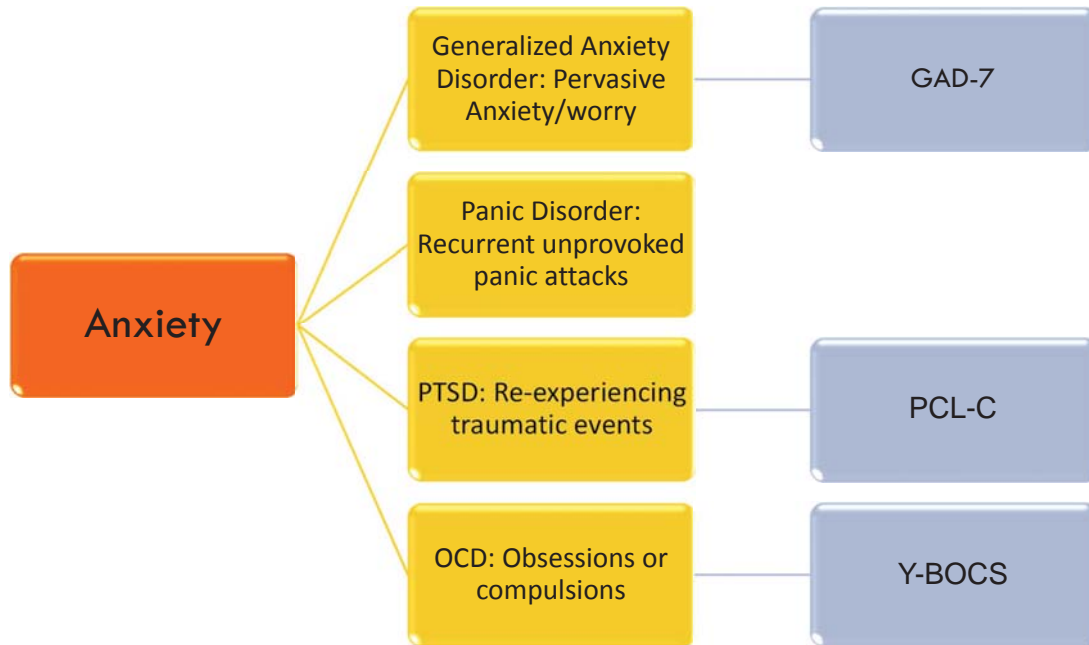 Anxiety
Generalized Anxiety
Disorder: Pervasive
Anxiety/worry
GAD-7
Panic Disorder:
Recurrent unprovoked
panic attacks
PTSD: Re-experiencing
traumatic events
PCL-C
OCD: Obsessions or
compulsions
Y-BOCS